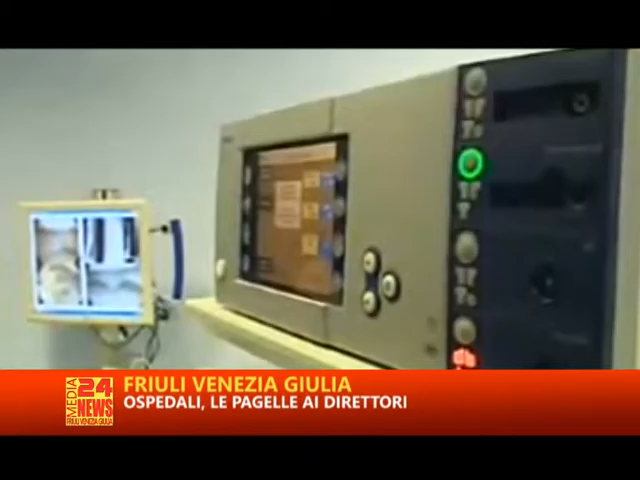 MEDIA
24
NEWS
FRIULI VENEZIA GIULIA
FRIULI VENEZIA GIULIA
OSPEDALI, LE PAGELLE AI DIRETTORI